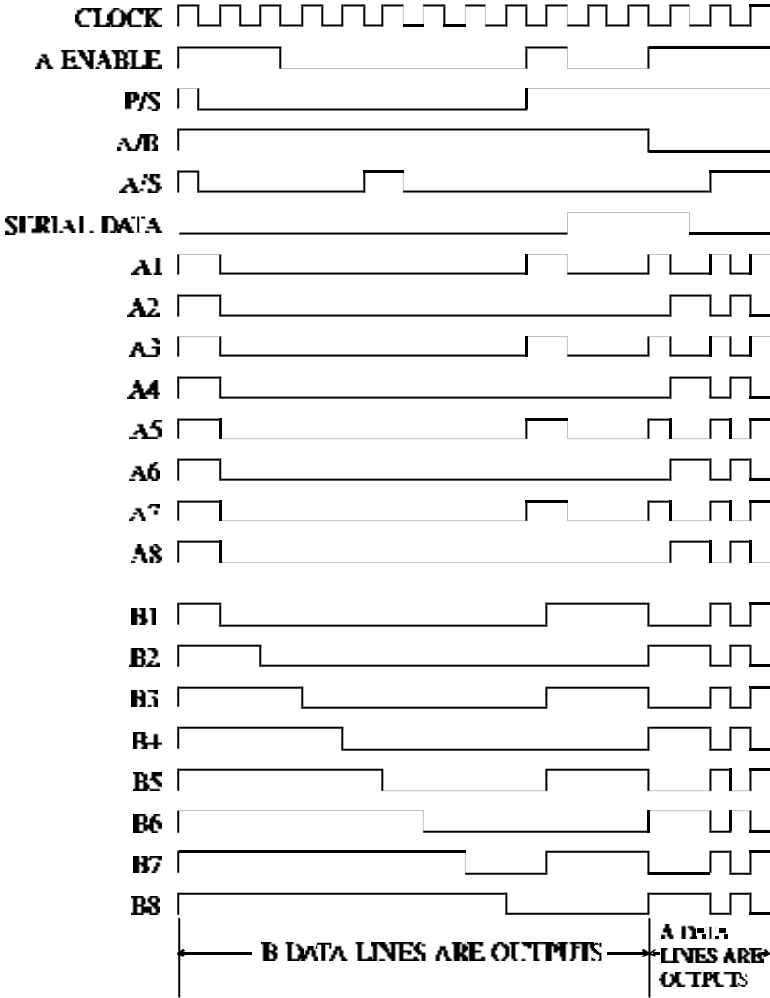 CLOCK
A ENABLE
P/S
A/B
A/S
SERIAL DATA
A1
A2
A3
A4
A5
A6
A7
A8
B1
B2
B3
B4
B5
B6
B7
B8
B DATA LINES ARE OUTPUTS
A DATA
LINES ARE
OUTPUTS